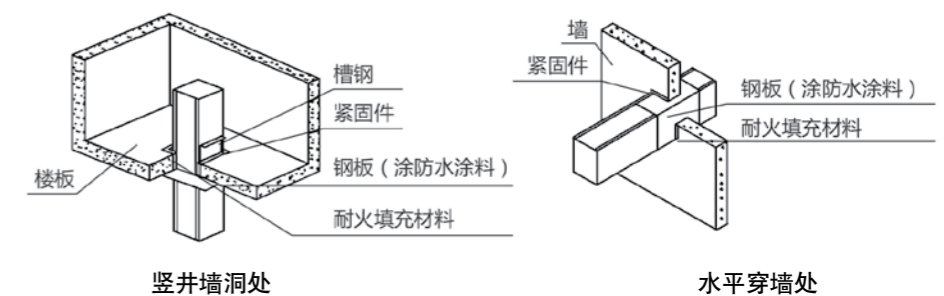 槽钢
紧固件
楼板
钢板（涂防水涂料）
耐火填充材料
竖井墙洞处
墙
紧固件
钢板（涂防水涂料）
耐火填充材料
水平穿墙处